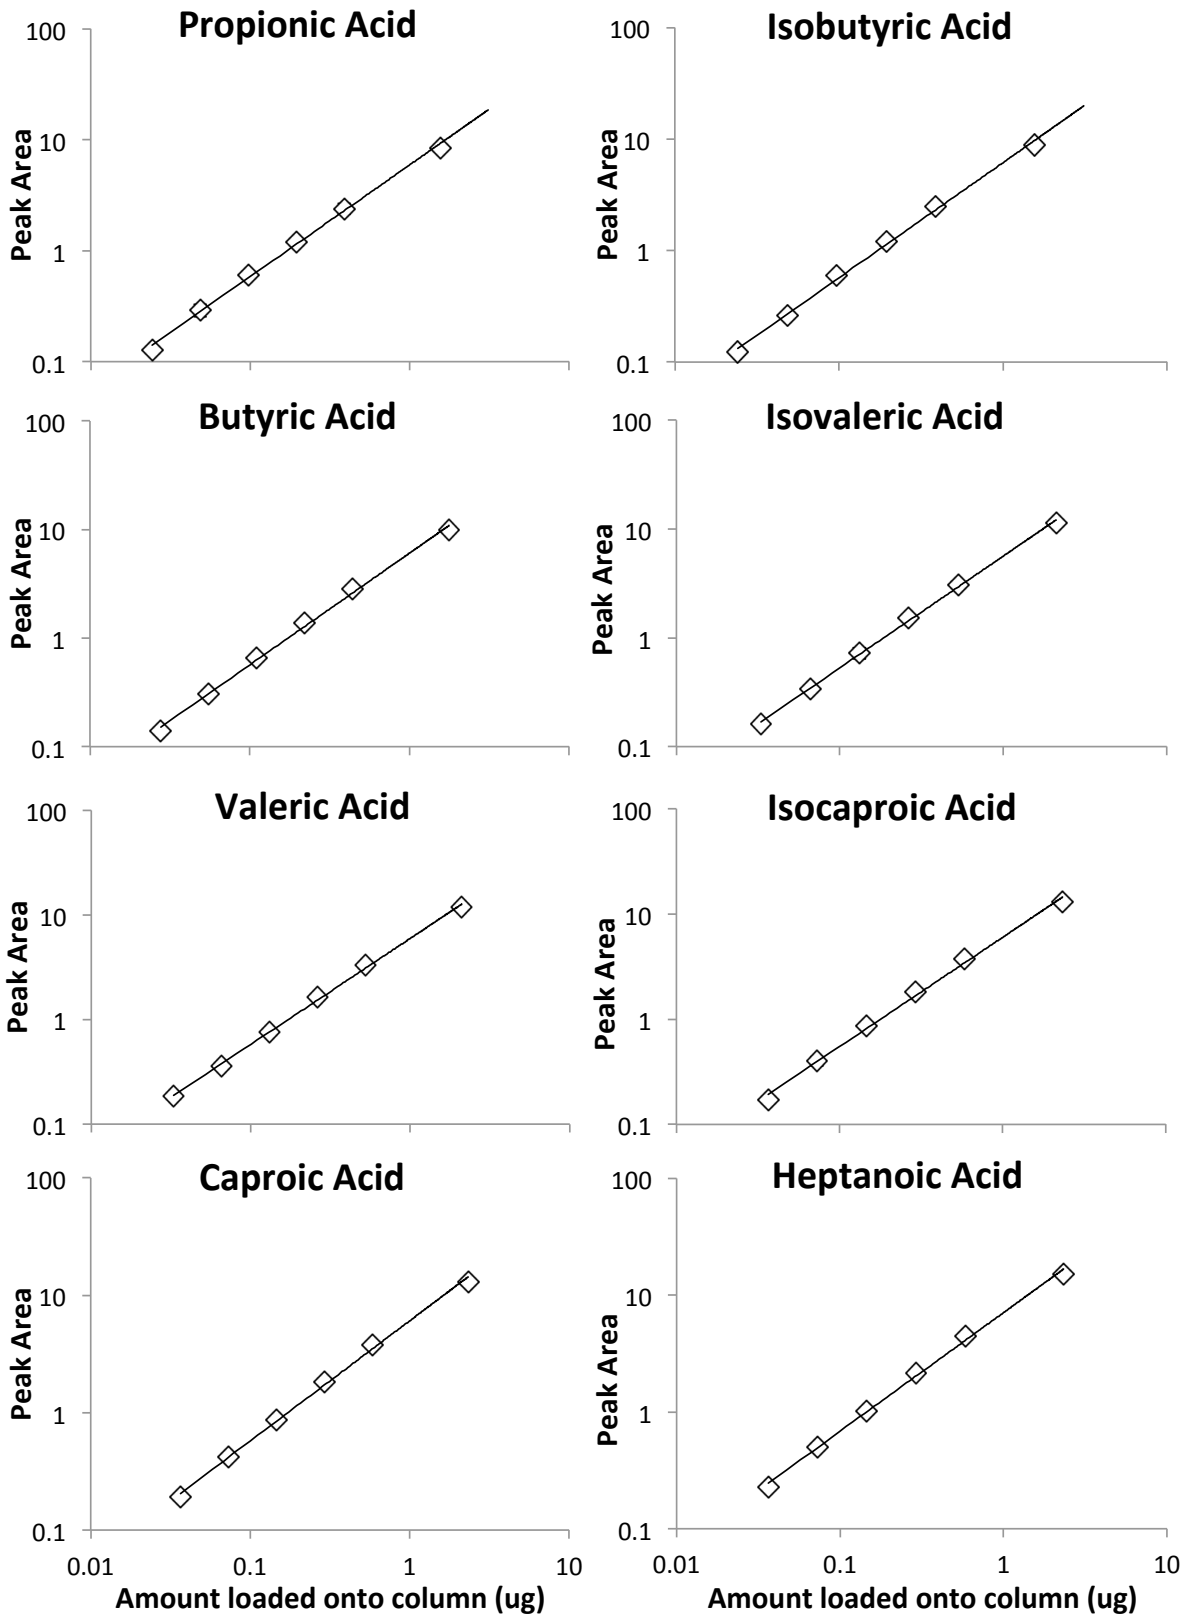 Propionic Acid
100
10
1
0.1
Peak Area
Isobutyric Acid
100
10
1
0.1
Peak Area
Butyric Acid
100
10
1
0.1
Peak Area
Isovaleric Acid
100
10
1
0.1
Peak Area
Valeric Acid
100
10
1
0.1
Peak Area
Isocaproic Acid
100
10
1
0.1
Peak Area
Caproic Acid
100
10
1
0.1
Peak Area
0.01 0.1 1 10
Amount loaded onto column (ug)
Heptanoic Acid
100
10
1
0.1
Peak Area
0.01 0.1 1 10
Amount loaded onto column (ug)